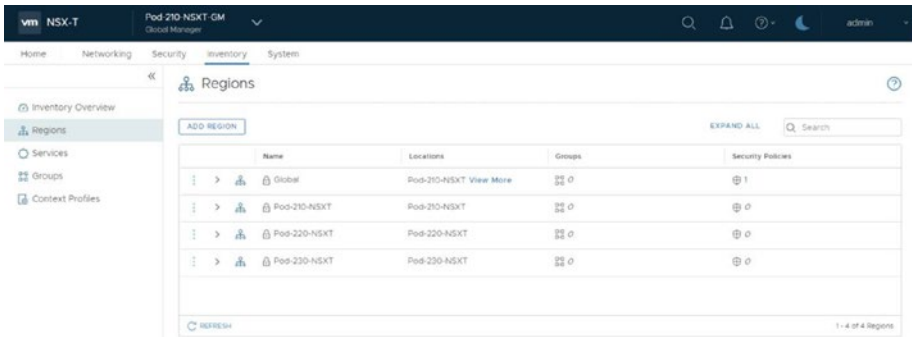 vm NSX-T
Pod-210-NSXT-GM
Global Manager
admin
Home Networking Security Inventory System
Regions
Inventory Overview
Regions
Services
Groups
Context Profiles
ADD REGION
EXPAND ALL
Search
Name Locations Groups Security Policies
Global Pod-210-NSXT View More 0 1
Pod-210-NSXT Pod-210-NSXT 0 0
Pod-220-NSXT Pod-220-NSXT 0 0
Pod-230-NSXT Pod-230-NSXT 0 0
REFRESH
1 - 4 of 4 Regions